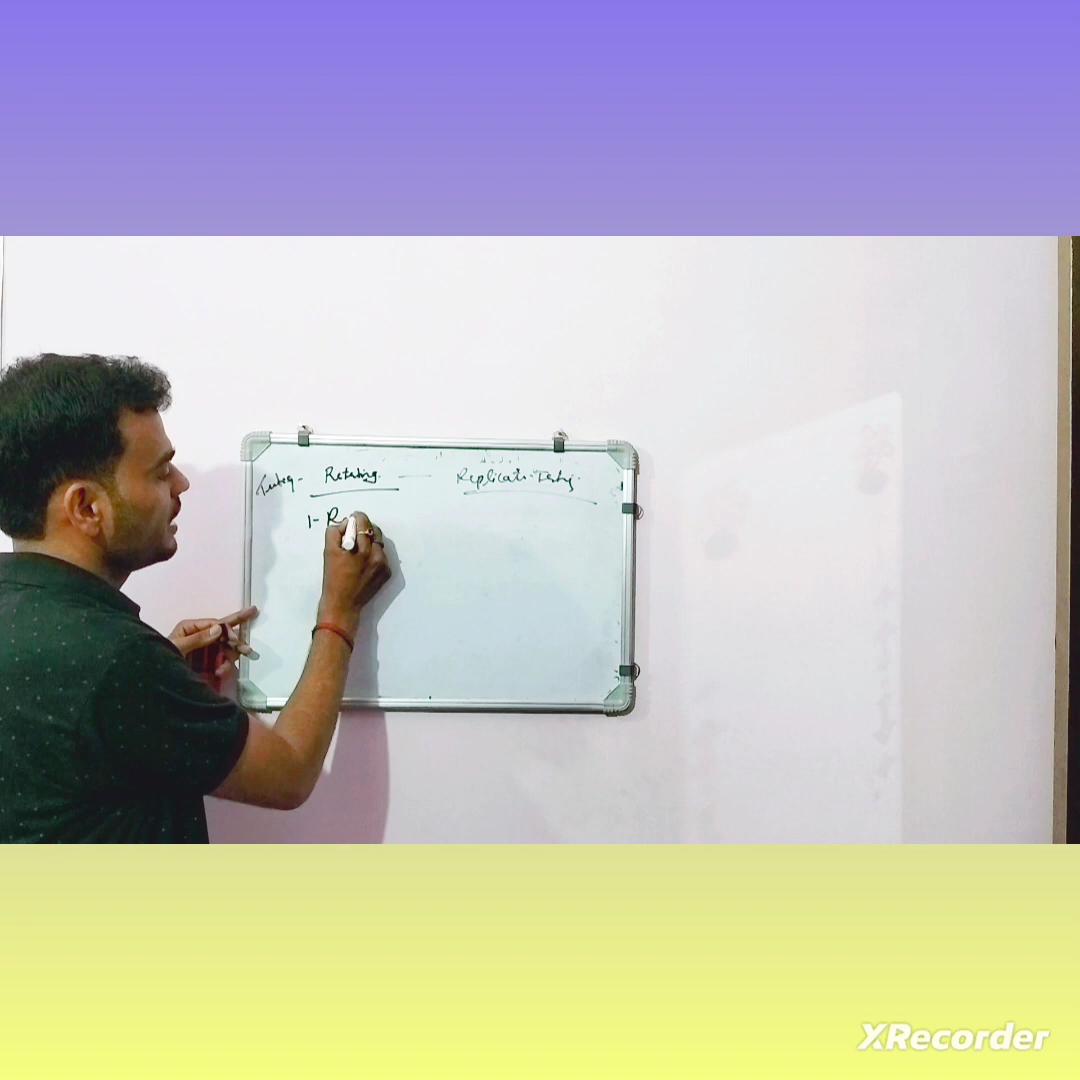 Testing - Retesting. — Replicate Testing.
1- R
XRecorder